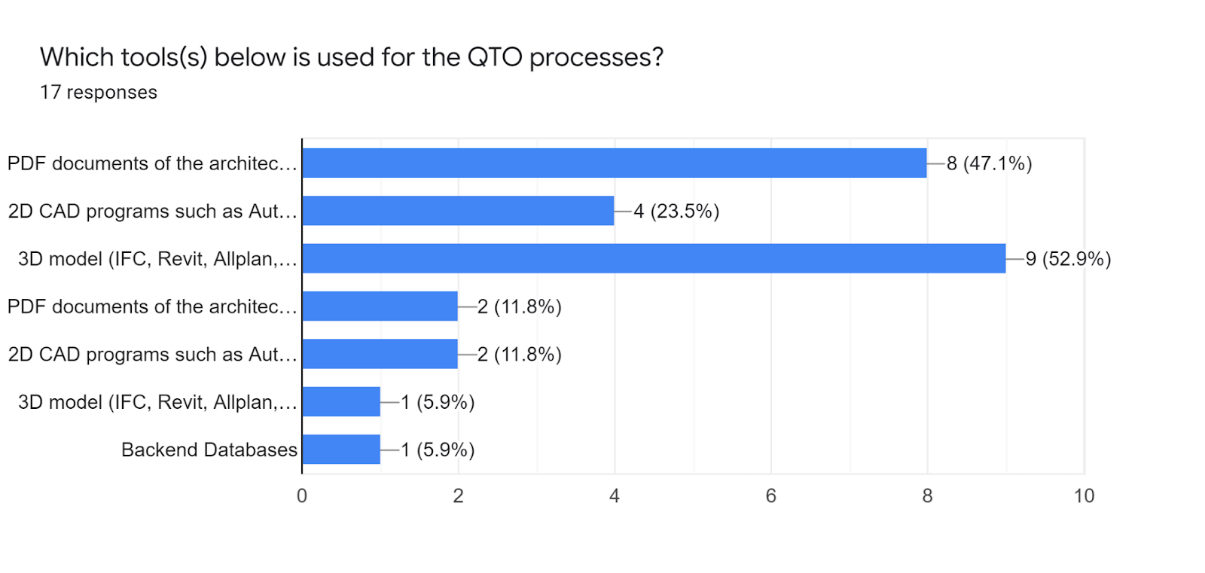 Which tools(s) below is used for the QTO processes?
17 responses
PDF documents of the architec… 8 (47.1%)
2D CAD programs such as Aut… 4 (23.5%)
3D model (IFC, Revit, Allplan,… 9 (52.9%)
PDF documents of the architec… 2 (11.8%)
2D CAD programs such as Aut… 2 (11.8%)
3D model (IFC, Revit, Allplan,… 1 (5.9%)
Backend Databases 1 (5.9%)
0 2 4 6 8 10